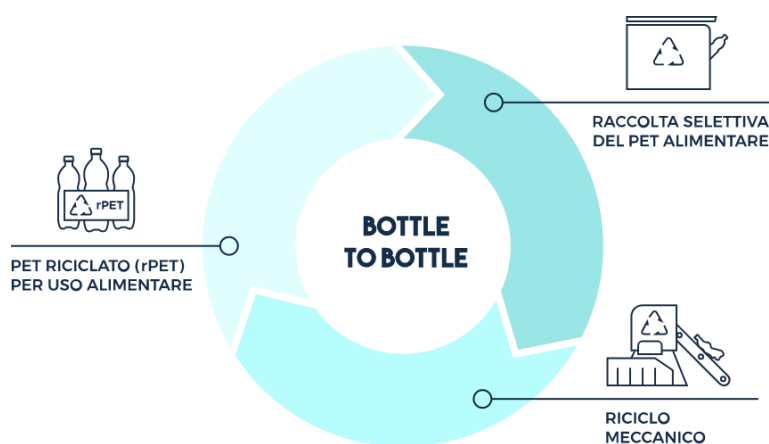 RACCOLTA SELETTIVA
DEL PET ALIMENTARE
rPET
BOTTLE
TO BOTTLE
PET RICICLATO (rPET)
PER USO ALIMENTARE
RICICLO
MECCANICO